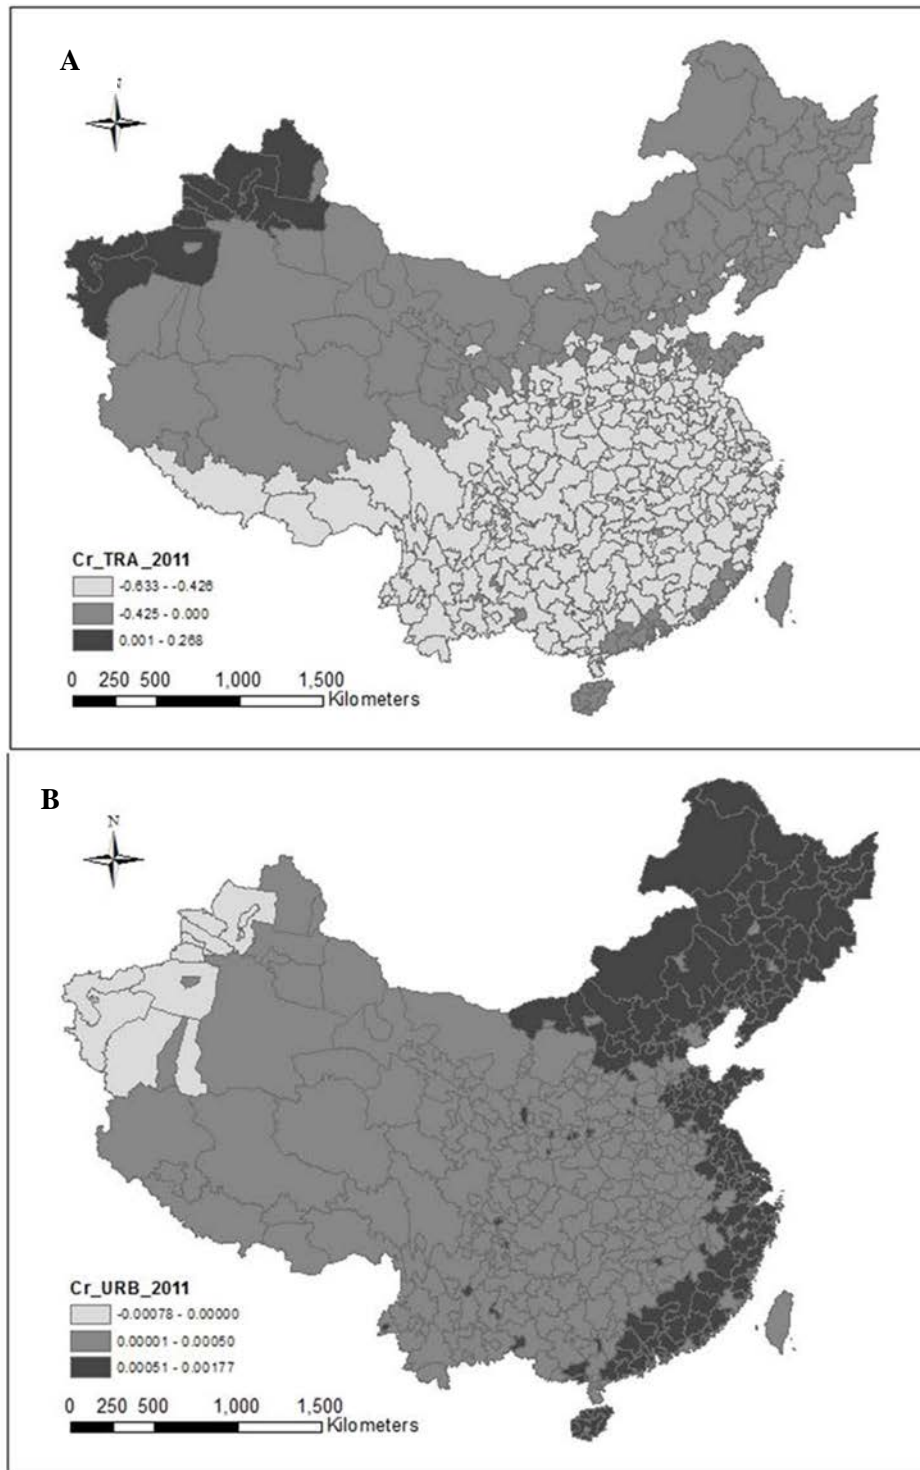 A
Cr_TRA_2011
-0.633 - -0.426
-0.425 - 0.000
0.001 - 0.268
0 250 500 1,000 1,500
Kilometers
B
N
Cr_URB_2011
-0.00078 - 0.00000
0.00001 - 0.00050
0.00051 - 0.00177
0 250 500 1,000 1,500
Kilometers